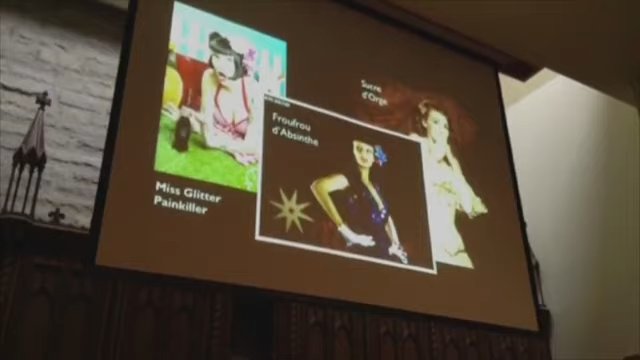 Sucre
d'Orge
Froufrou
d'Absinthe
Miss Glitter
Painkiller